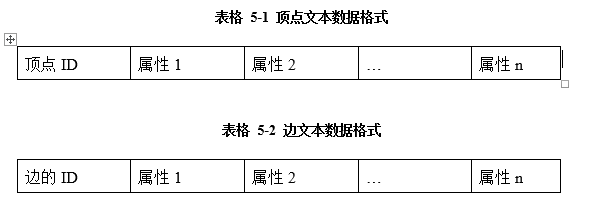 表格 5-1 顶点文本数据格式
顶点 ID 属性 1 属性 2 … 属性 n
表格 5-2 边文本数据格式
边的 ID 属性 1 属性 2 … 属性 n